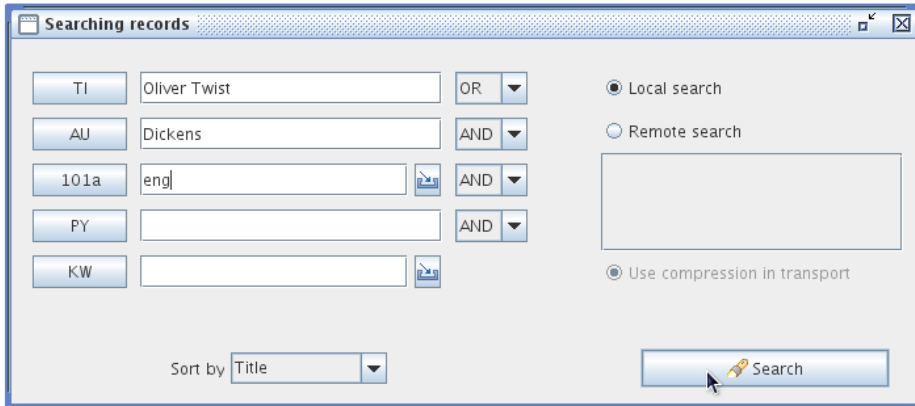 Searching records
TI Oliver Twist OR
AU Dickens AND
101a eng AND
PY AND
KW
Local search
Remote search
Use compression in transport
Sort by Title
Search